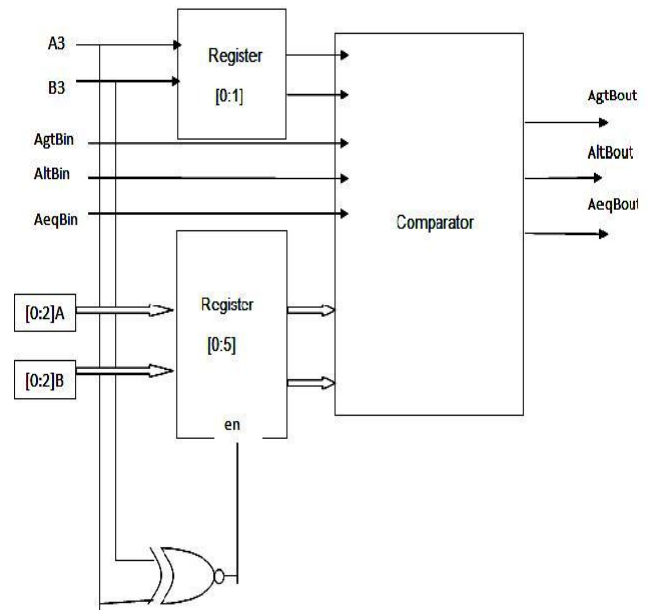 A3
B3
Register
[0:1]
AgtBin
AltBin
AeqBin
Comparator
AgtBout
AltBout
AeqBout
[0:2]A
[0:2]B
Register
[0:5]
en